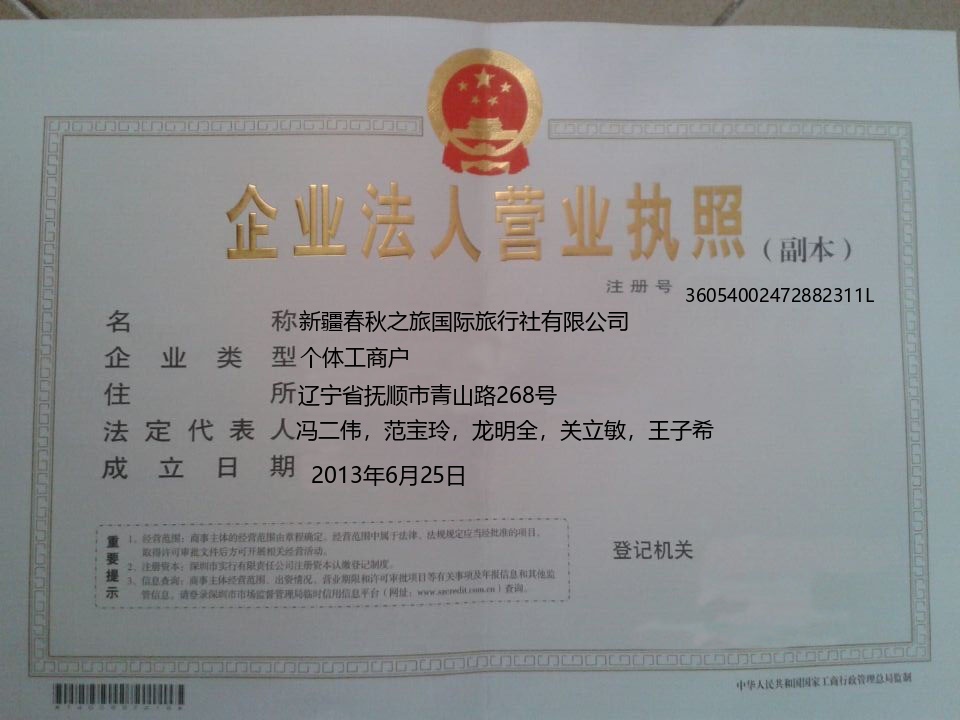 企业法人营业执照
（副本）
注册号 36054002472882311L
名称 新疆春秋之旅国际旅行社有限公司
企业类型 个体工商户
住所 辽宁省抚顺市青山路268号
法定代表人 冯二伟，范宝玲，龙明全，关立敏，王子希
成立日期 2013年6月25日
重要提示
1、经营范围：商事主体的经营范围由章程确定。经营范围中属于法律、法规规定应当经批准的项目，
取得许可审批文件后方可开展相关经营活动。
2、注册资本：深圳市实行有限责任公司注册资本认缴登记制度。
3、信息查询：商事主体经营范围、出资情况、营业期限和许可审批项目等有关事项及年报信息和其他监
管信息，请登录深圳市市场监督管理局临时信用信息平台（网址：www.szcredit.com.cn）查询。
登记机关
中华人民共和国国家工商行政管理总局监制